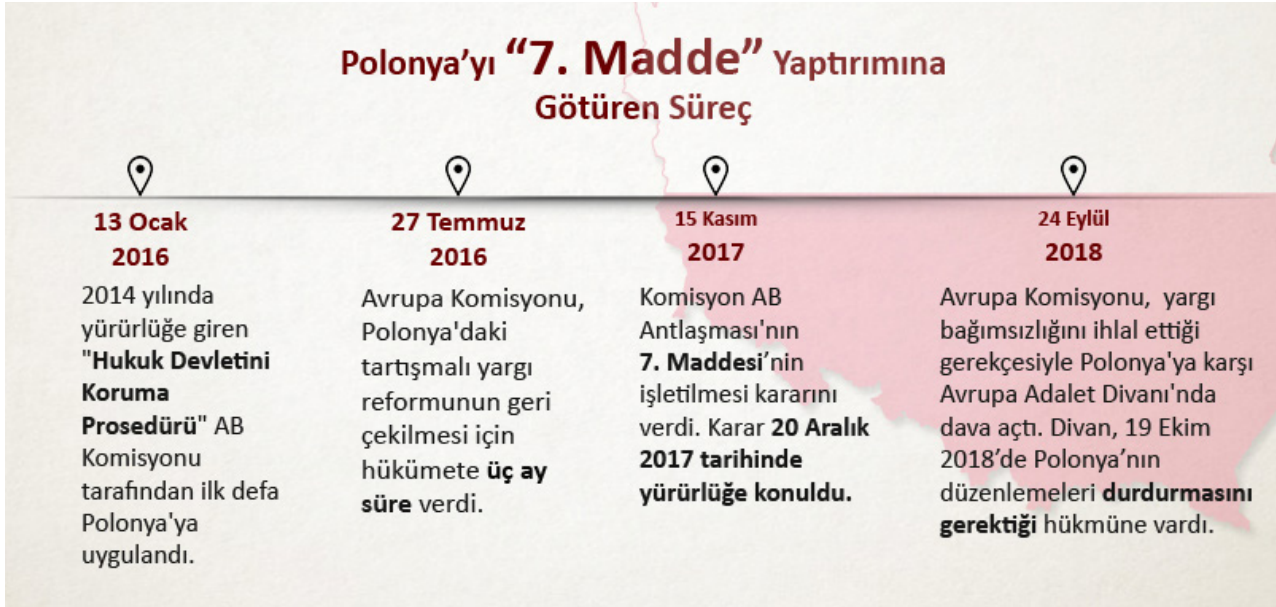 Polonya’yı “7. Madde” Yaptırımına
Götüren Süreç
13 Ocak
2016
2014 yılında
yürürlüğe giren
"Hukuk Devletini
Koruma
Prosedürü" AB
Komisyonu
tarafından ilk defa
Polonya'ya
uygulandı.
27 Temmuz
2016
Avrupa Komisyonu,
Polonya'daki
tartışmalı yargı
reformunun geri
çekilmesi için
hükümete üç ay
süre verdi.
15 Kasım
2017
Komisyon AB
Antlaşması'nın
7. Maddesi’nin
işletilmesi kararını
verdi. Karar 20 Aralık
2017 tarihinde
yürürlüğe konuldu.
24 Eylül
2018
Avrupa Komisyonu, yargı
bağımsızlığını ihlal ettiği
gerekçesiyle Polonya'ya karşı
Avrupa Adalet Divanı'nda
dava açtı. Divan, 19 Ekim
2018’de Polonya’nın
düzenlemeleri durdurmasını
gerektiği hükmüne vardı.